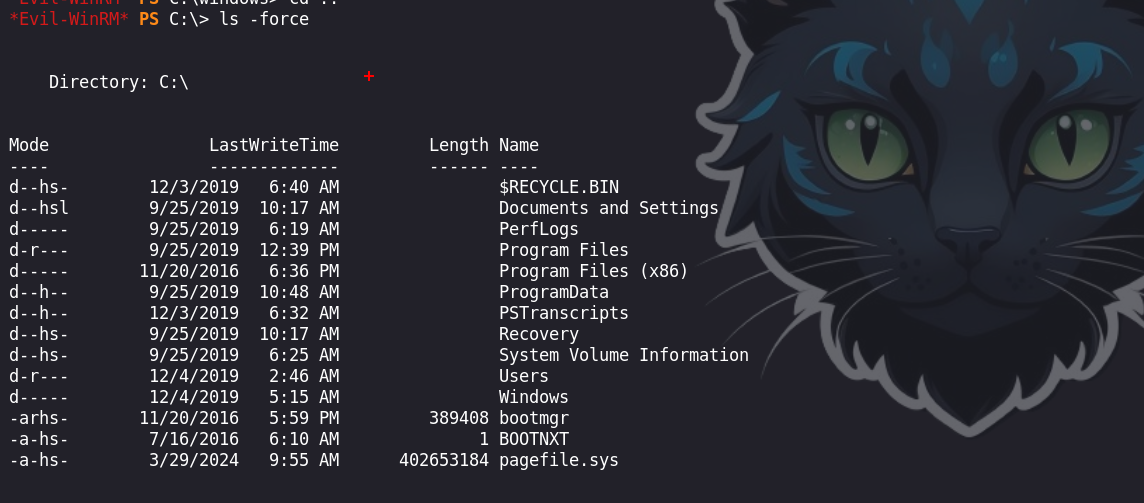 *Evil-WinRM* PS C:\windows> cd ..
*Evil-WinRM* PS C:\> ls -force
Directory: C:\
+
Mode                LastWriteTime         Length Name
----                -------------         ------ ----
d--hs-        12/3/2019   6:40 AM                $RECYCLE.BIN
d--hsl        9/25/2019  10:17 AM                Documents and Settings
d-----        9/25/2019   6:19 AM                PerfLogs
d-r---        9/25/2019  12:39 PM                Program Files
d-----       11/20/2016   6:36 PM                Program Files (x86)
d--h--        9/25/2019  10:48 AM                ProgramData
d--h--        12/3/2019   6:32 AM                PSTranscripts
d--hs-        9/25/2019  10:17 AM                Recovery
d--hs-        9/25/2019   6:25 AM                System Volume Information
d-r---        12/4/2019   2:46 AM                Users
d-----        12/4/2019   5:15 AM                Windows
-arhs-       11/20/2016   5:59 PM         389408 bootmgr
-a-hs-        7/16/2016   6:10 AM              1 BOOTNXT
-a-hs-        3/29/2024   9:55 AM      402653184 pagefile.sys